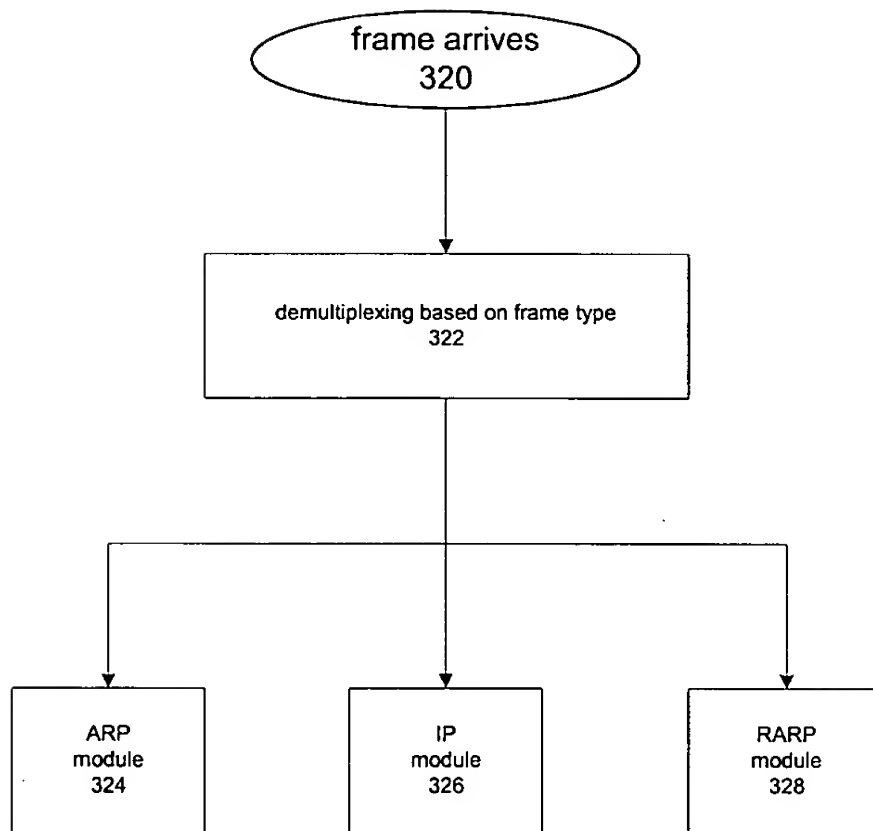 frame arrives
320
demultiplexing based on frame type
322
ARP
module
324
IP
module
326
RARP
module
328